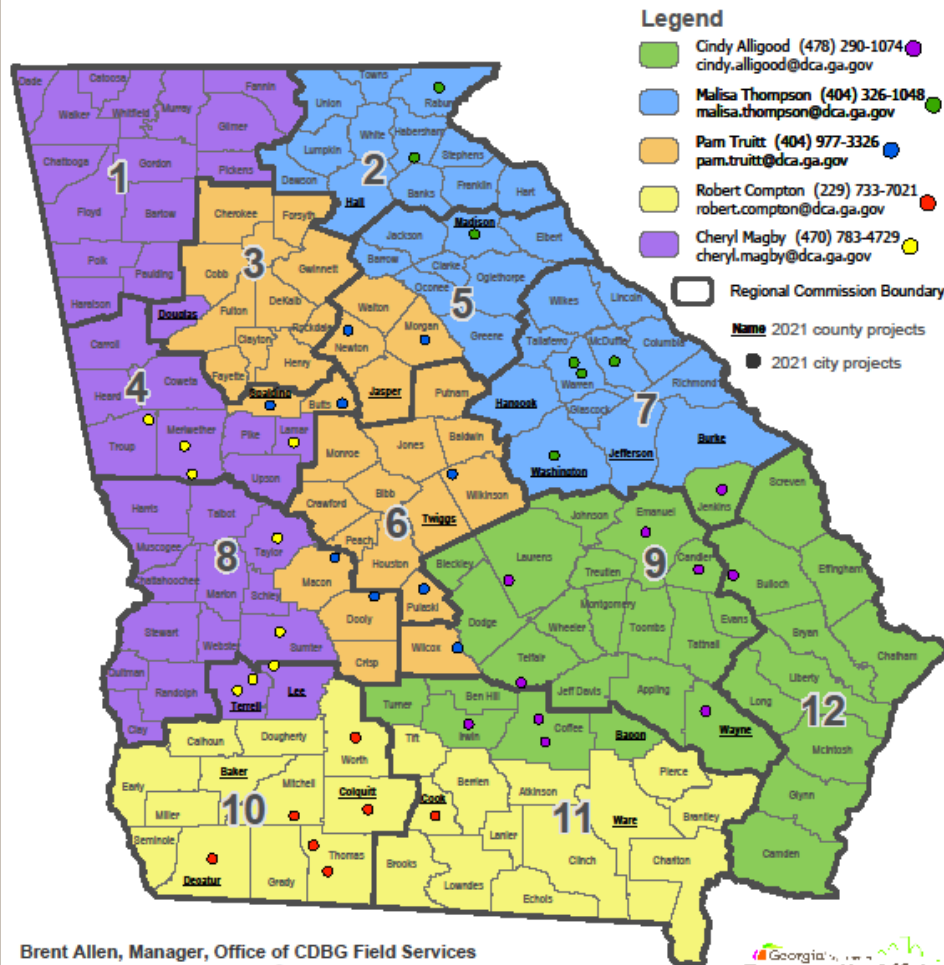 Legend
Cindy Alligood (478) 290-1074
cindy.alligood@dca.ga.gov
Malisa Thompson (404) 326-1048
malisa.thompson@dca.ga.gov
Pam Truitt (404) 977-3326
pam.truitt@dca.ga.gov
Robert Compton (229) 733-7021
robert.compton@dca.ga.gov
Cheryl Magby (470) 783-4729
cheryl.magby@dca.ga.gov
Regional Commission Boundary
Name 2021 county projects
2021 city projects
Dade
Catoosa
Fannin
Walker
Whitfield
Murray
Gilmer
Chattooga
Gordon
Pickens
1
Floyd
Bartow
Polk
Paulding
Haralson
Towns
Rabun
Union
White
Habersham
Lumpkin
Stephens
Dawson
2
Banks
Franklin
Hart
Hall
Cherokee
Forsyth
3
Cobb
Gwinnett
Fulton
DeKalb
Rockdale
Clayton
Henry
Fayette
Douglas
Carroll
4
Coweta
Heard
Troup
Meriwether
Pike
Lamar
Upson
Spalding
Butts
Jackson
Madison
Elbert
Barrow
Clarke
Oconee
Oglethorpe
5
Walton
Morgan
Newton
Greene
Jasper
Putnam
Wilkes
Lincoln
Taliaferro
McDuffie
Columbia
Warren
Richmond
Hancock
Glascock
7
Burke
Jefferson
Washington
Jenkins
Screven
Monroe
Jones
Baldwin
Crawford
Bibb
Wilkinson
6
Twiggs
Peach
Houston
Macon
Pulaski
Dooly
Wilcox
Crisp
Harris
Talbot
Muscogee
8
Taylor
Chattahoochee
Marion
Schley
Stewart
Webster
Sumter
Quitman
Randolph
Terrell
Lee
Clay
Johnson
Emanuel
Bleckley
Laurens
9
Candler
Treutlen
Montgomery
Dodge
Wheeler
Toombs
Evans
Tattnall
Telfair
Jeff Davis
Appling
Wayne
Turner
Ben Hill
Irwin
Coffee
Bacon
Bulloch
Effingham
Bryan
Chatham
Liberty
Long
12
McIntosh
Glynn
Camden
Calhoun
Dougherty
Worth
Early
Baker
Mitchell
Colquitt
Miller
10
Seminole
Decatur
Grady
Thomas
Tift
Berrien
Atkinson
Pierce
Cook
11
Ware
Brantley
Lanier
Clinch
Charlton
Brooks
Lowndes
Echols
Brent Allen, Manager, Office of CDBG Field Services
Georgia